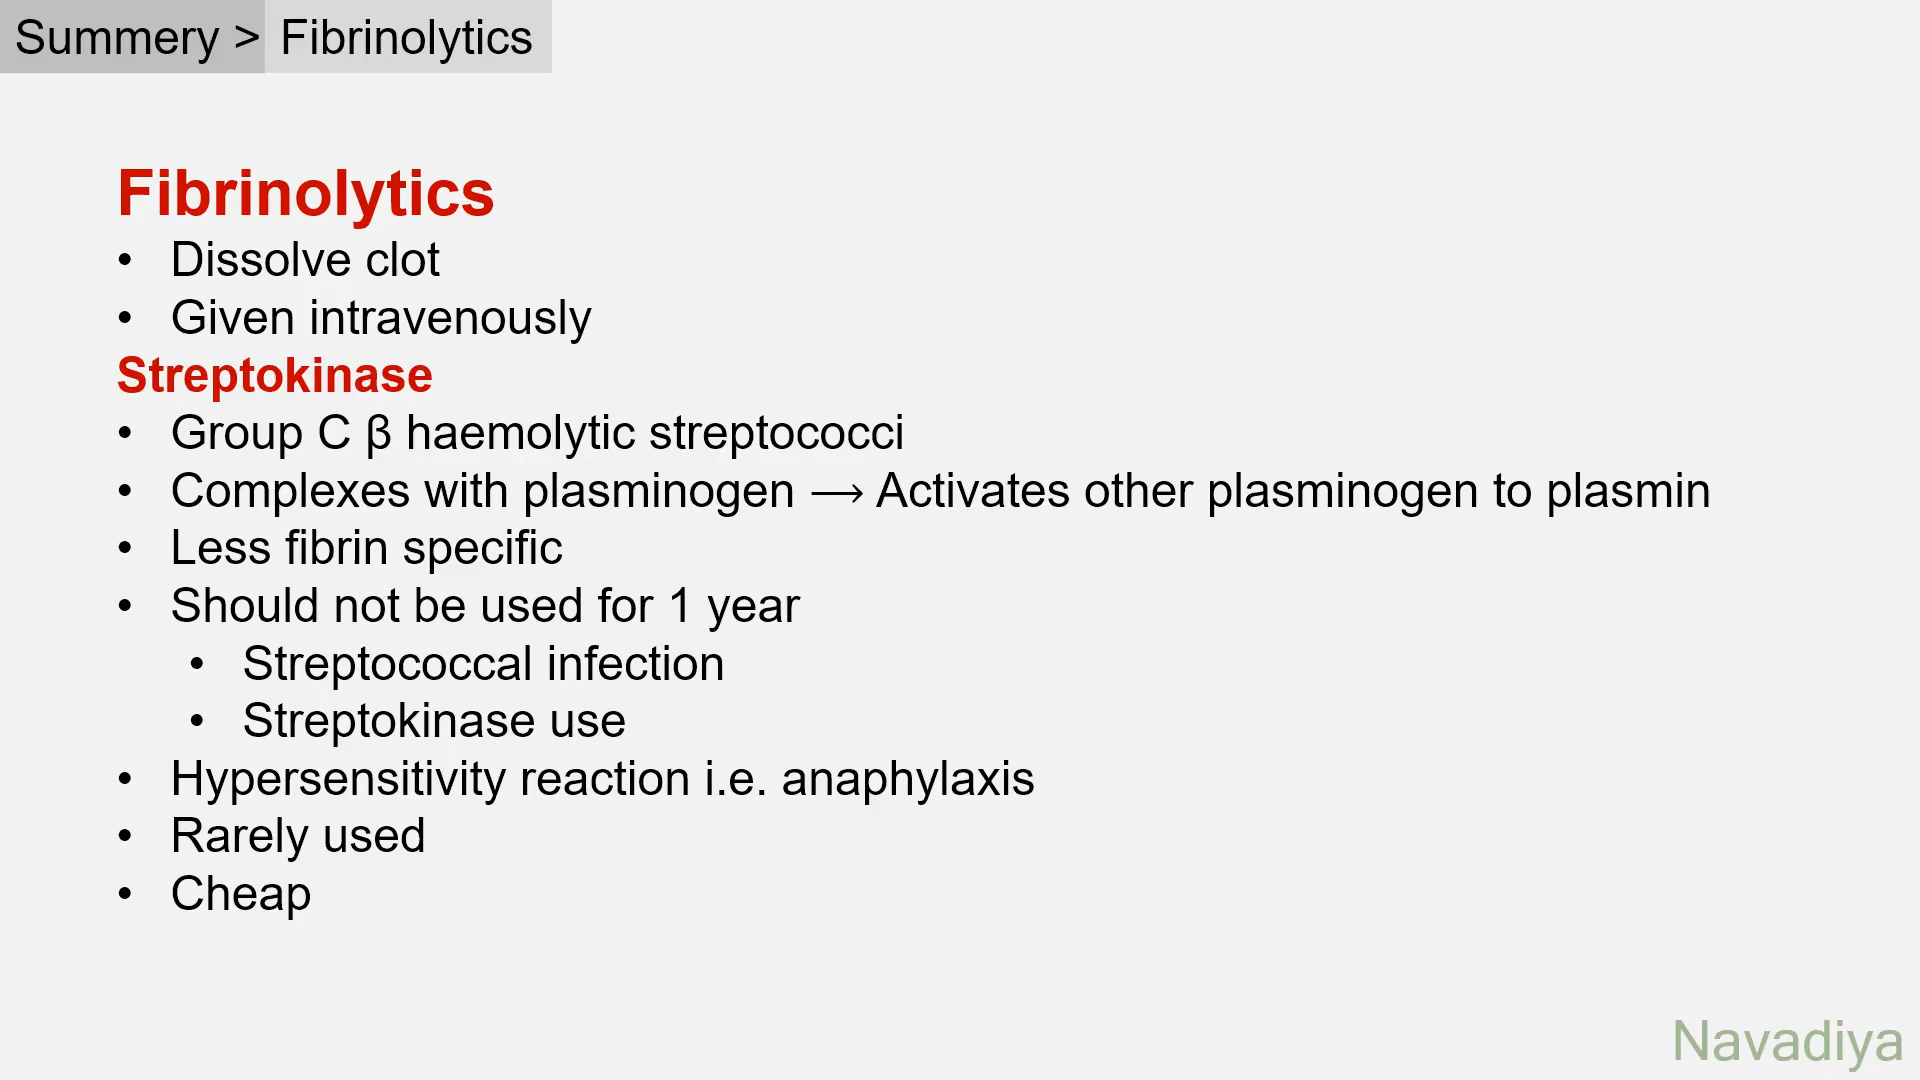 Summery > Fibrinolytics
Fibrinolytics
• Dissolve clot
• Given intravenously
Streptokinase
• Group C β haemolytic streptococci
• Complexes with plasminogen ⟶ Activates other plasminogen to plasmin
• Less fibrin specific
• Should not be used for 1 year
• Streptococcal infection
• Streptokinase use
• Hypersensitivity reaction i.e. anaphylaxis
• Rarely used
• Cheap
Navadiya